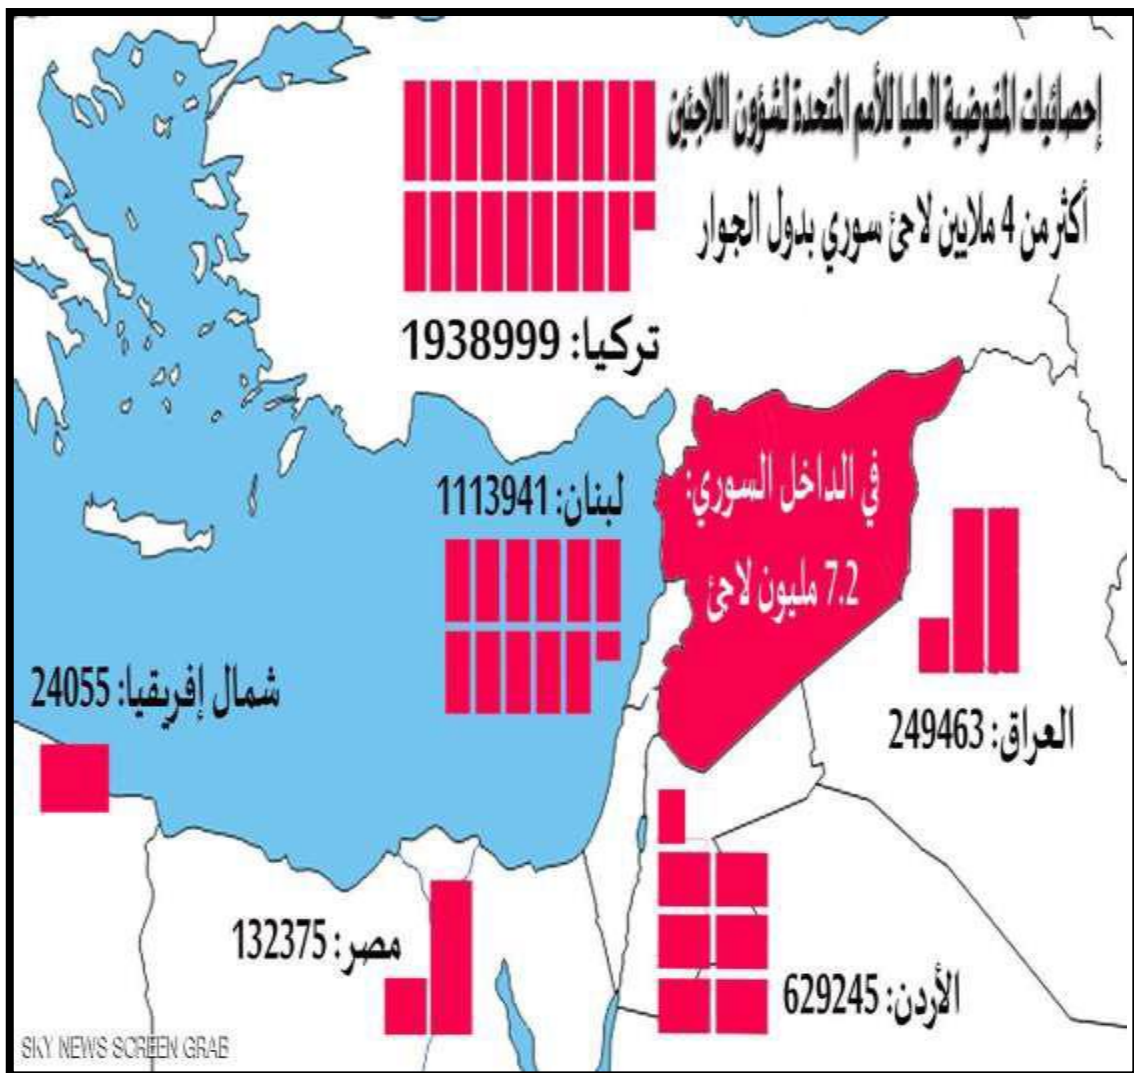 إحصائيات المفوضية العليا للأمم المتحدة لشؤون اللاجئين
أكثر من 4 ملايين لاجئ سوري بدول الجوار
تركيا: 1938999
في الداخل السوري:
7.2 مليون لاجئ
لبنان: 1113941
شمال إفريقيا: 24055
العراق: 249463
مصر: 132375
الأردن: 629245
SKY NEWS SCREEN GRAB